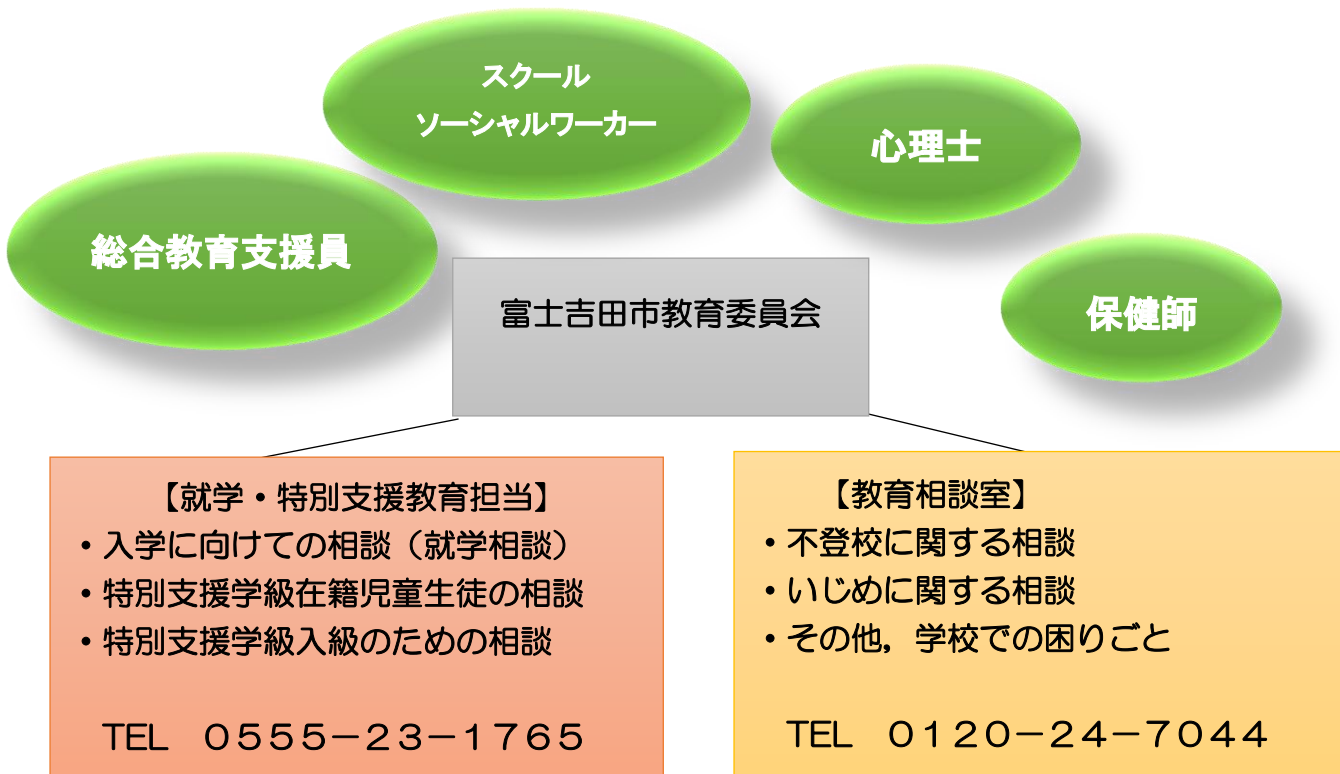 スクール
ソーシャルワーカー
心理士
総合教育支援員
保健師
富士吉田市教育委員会
【就学・特別支援教育担当】
・入学に向けての相談（就学相談）
・特別支援学級在籍児童生徒の相談
・特別支援学級入級のための相談
TEL　０５５５－２３－１７６５
【教育相談室】
・不登校に関する相談
・いじめに関する相談
・その他，学校での困りごと
TEL　０１２０－２４－７０４４